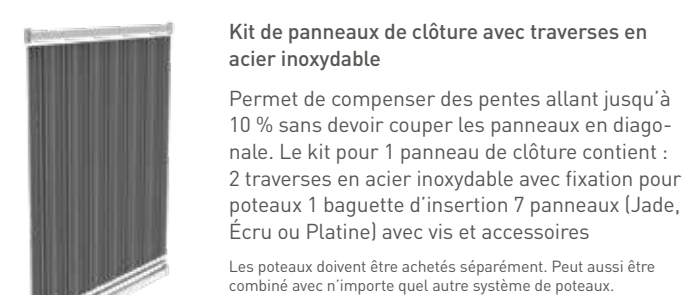 Kit de panneaux de clôture avec traverses en
acier inoxydable
Permet de compenser des pentes allant jusqu'à
10 % sans devoir couper les panneaux en diago-
nale. Le kit pour 1 panneau de clôture contient :
2 traverses en acier inoxydable avec fixation pour
poteaux 1 baguette d'insertion 7 panneaux (Jade,
Écru ou Platine) avec vis et accessoires
Les poteaux doivent être achetés séparément. Peut aussi être
combiné avec n'importe quel autre système de poteaux.